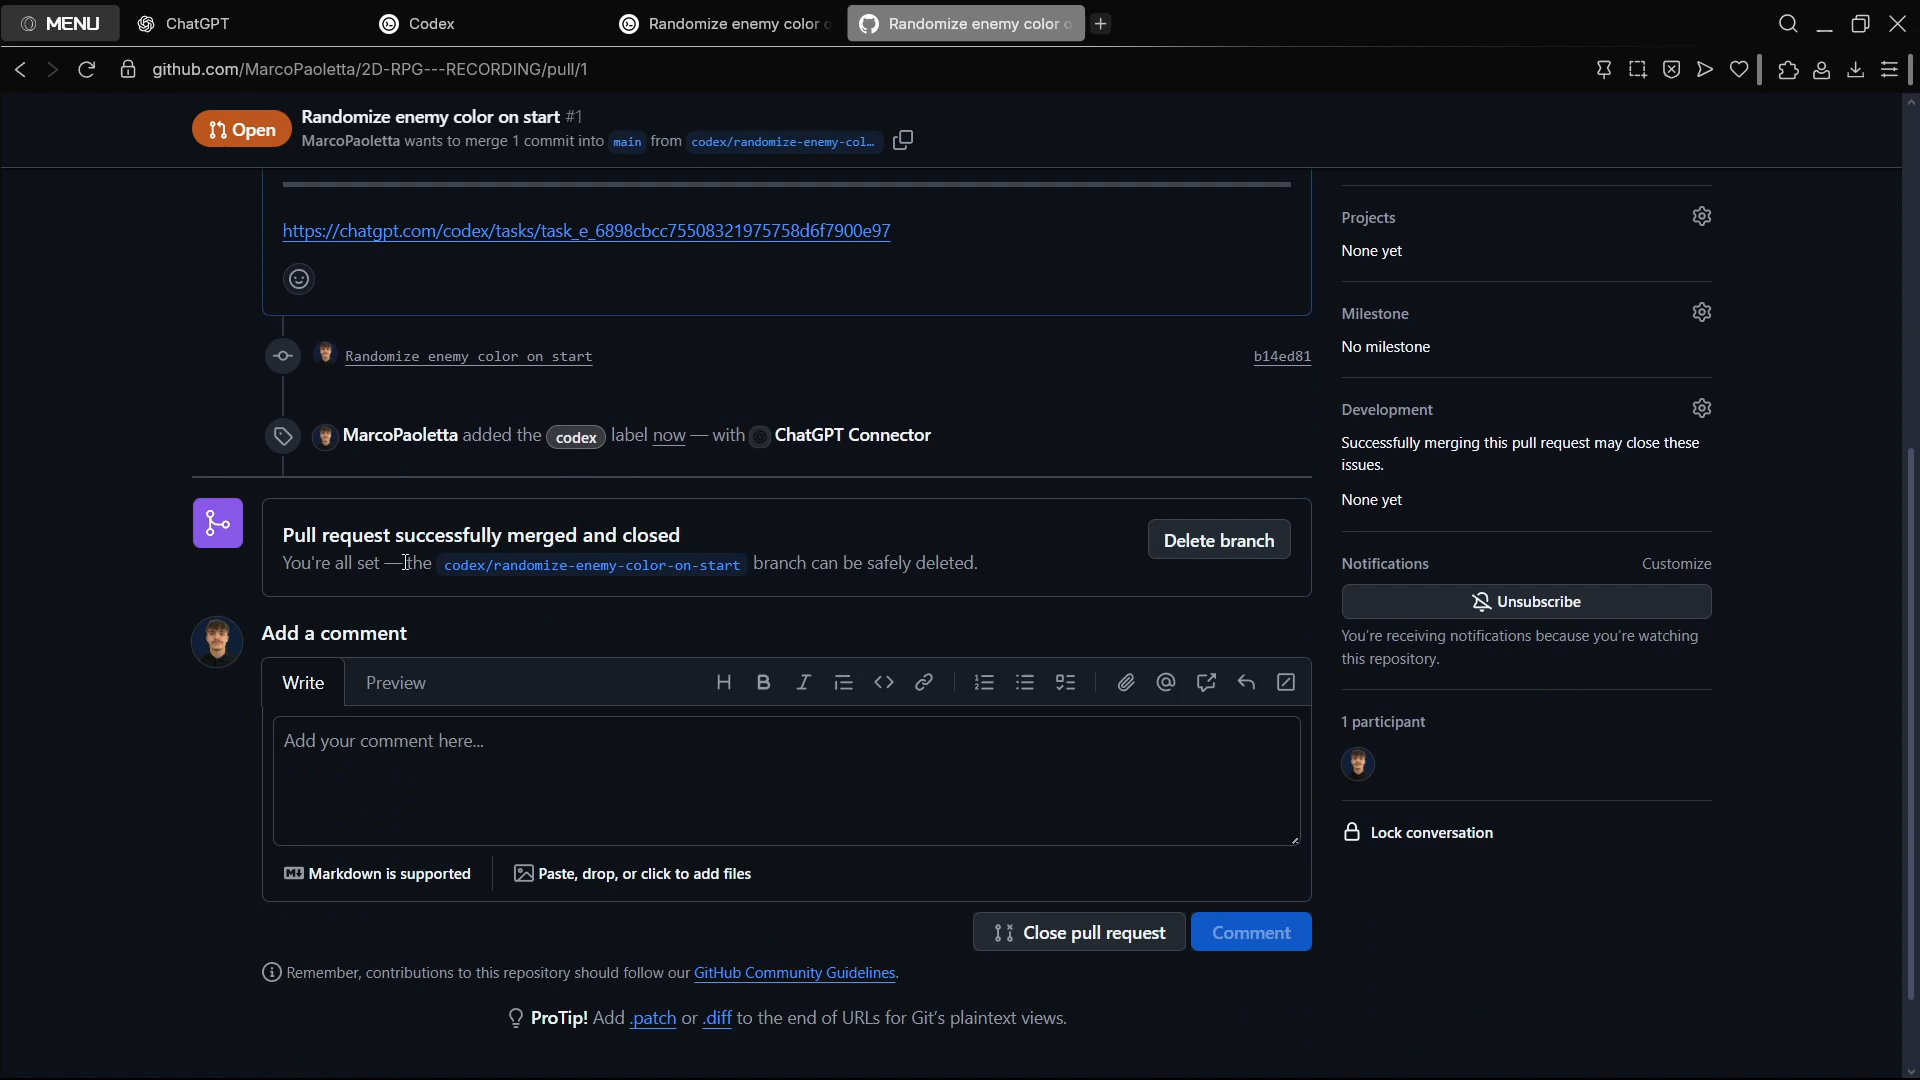 MENU
ChatGPT
Codex
Randomize enemy color o
Randomize enemy color o
github.com/MarcoPaoletta/2D-RPG---RECORDING/pull/1
Open
Randomize enemy color on start #1
MarcoPaoletta wants to merge 1 commit into main from codex/randomize-enemy-col...
https://chatgpt.com/codex/tasks/task_e_6898cbcc75508321975758d6f7900e97
Randomize enemy color on start
b14ed81
MarcoPaoletta added the codex label now — with ChatGPT Connector
Pull request successfully merged and closed
You're all set — the codex/randomize-enemy-color-on-start branch can be safely deleted.
Delete branch
Add a comment
Write
Preview
Add your comment here...
Markdown is supported
Paste, drop, or click to add files
Close pull request
Comment
Remember, contributions to this repository should follow our GitHub Community Guidelines.
ProTip! Add .patch or .diff to the end of URLs for Git's plaintext views.
Projects
None yet
Milestone
No milestone
Development
Successfully merging this pull request may close these
issues.
None yet
Notifications
Customize
Unsubscribe
You're receiving notifications because you're watching
this repository.
1 participant
Lock conversation